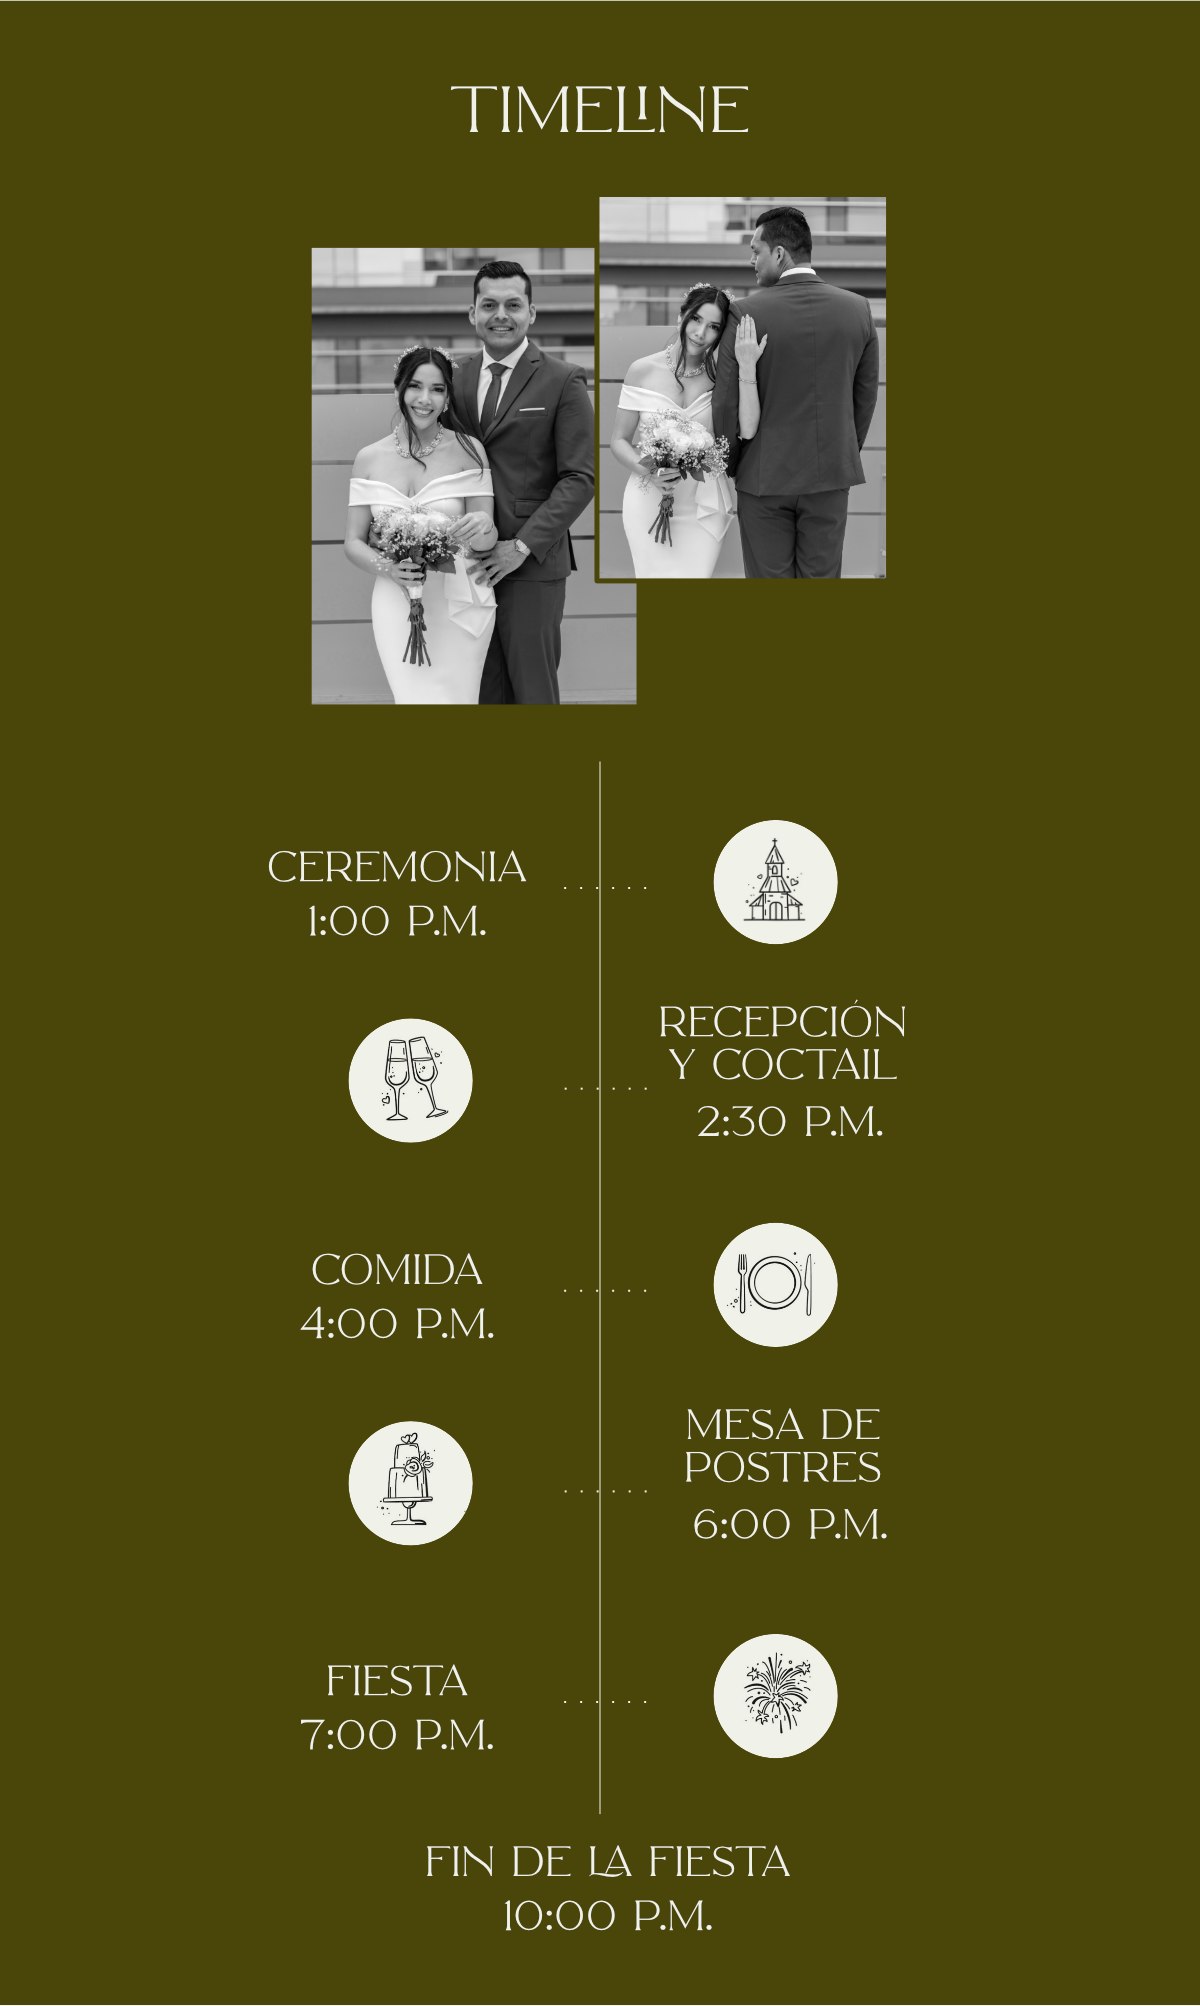 TIMELINE
CEREMONIA
1:00 P.M.
RECEPCIÓN
Y COCTAIL
2:30 P.M.
COMIDA
4:00 P.M.
MESA DE
POSTRES
6:00 P.M.
FIESTA
7:00 P.M.
FIN DE LA FIESTA
10:00 P.M.